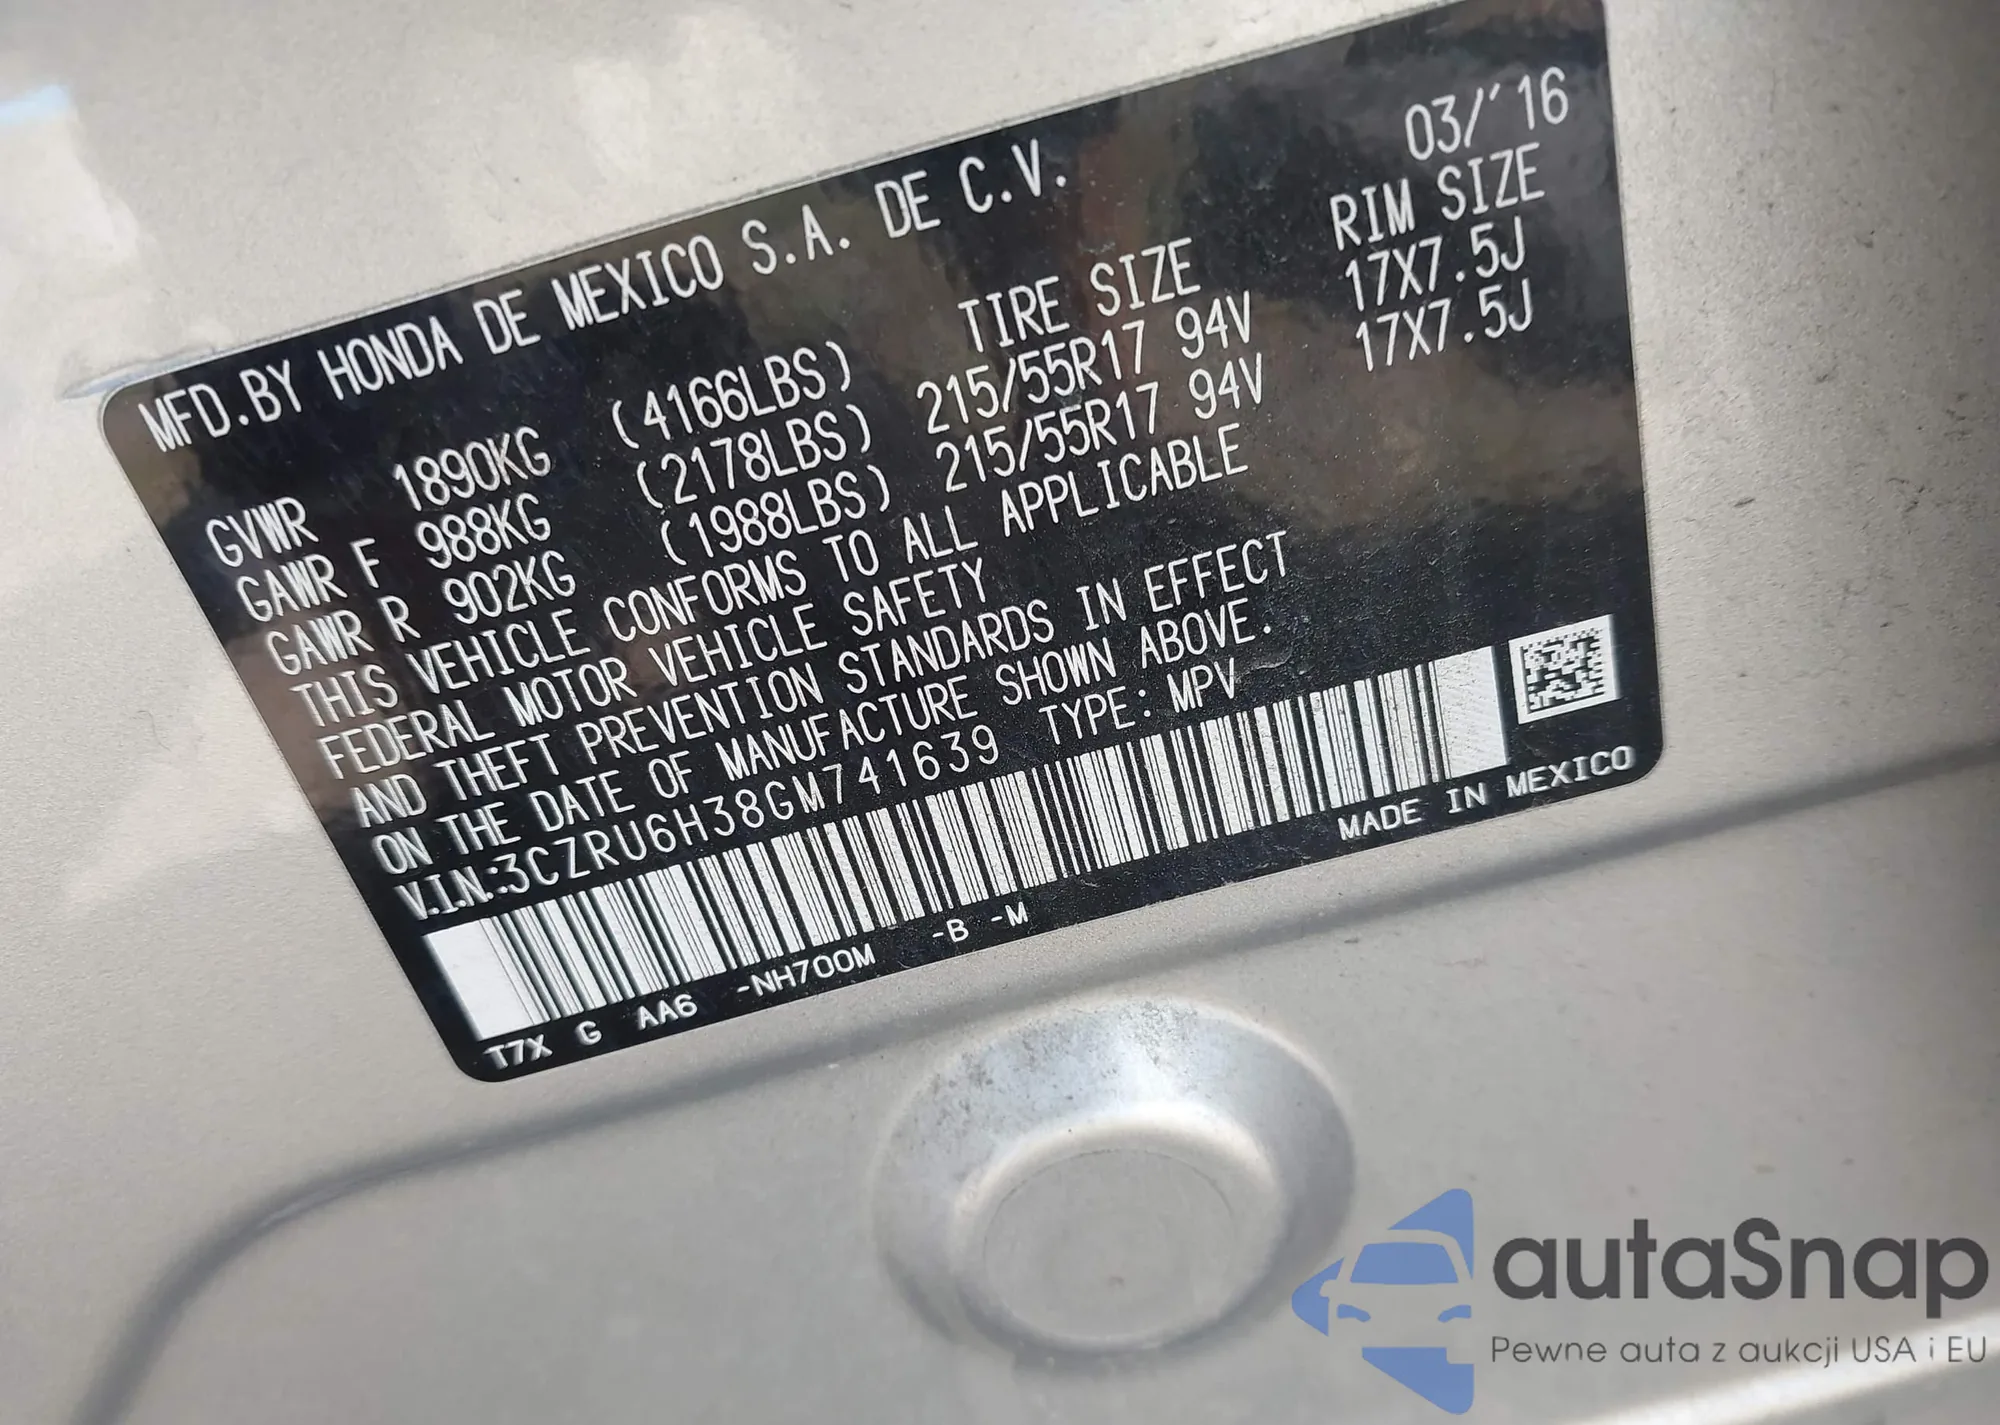 MFD.BY HONDA DE MEXICO S.A. DE C.V. 03/'16
TIRE SIZE RIM SIZE
GVWR 1890KG (4166LBS)
GAWR F 988KG (2178LBS) 215/55R17 94V 17X7.5J
GAWR R 902KG (1988LBS) 215/55R17 94V 17X7.5J
THIS VEHICLE CONFORMS TO ALL APPLICABLE
FEDERAL MOTOR VEHICLE SAFETY
AND THEFT PREVENTION STANDARDS IN EFFECT
ON THE DATE OF MANUFACTURE SHOWN ABOVE.
V.I.N:3CZRU6H38GM741639 TYPE: MPV
T7X G AA6 -NH700M -B -M MADE IN MEXICO
autaSnap
Pewne auta z aukcji USA i EU